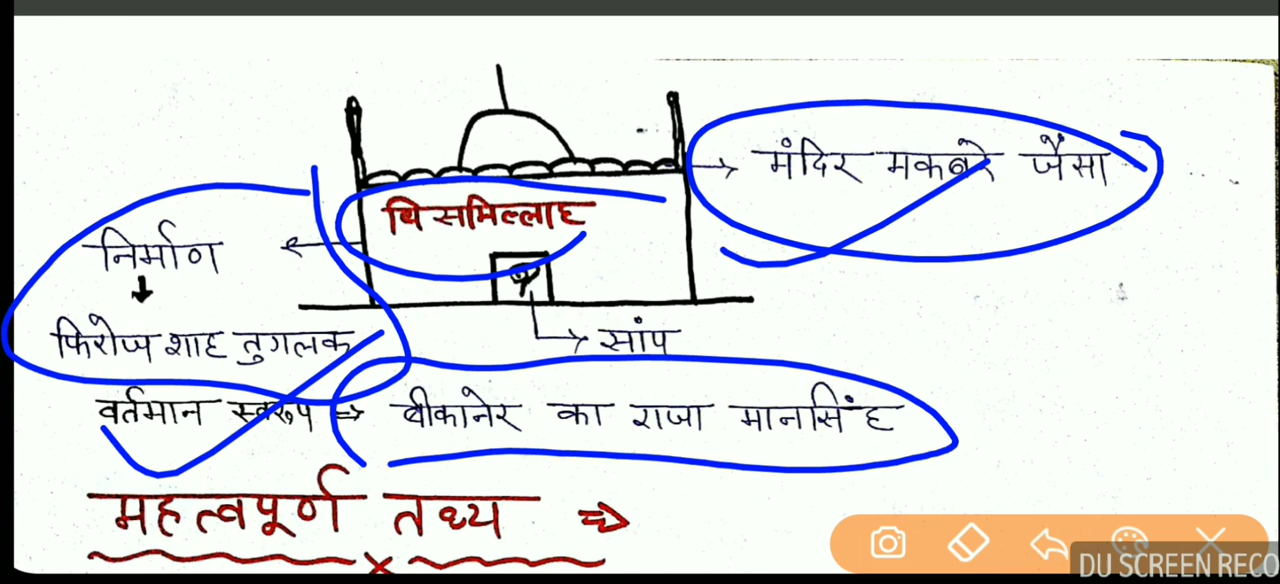 मंदिर मकबरे जैसा
बिसमिल्लाह
निर्माण
सांप
फिरोज शाह तुगलक
वर्तमान स्वरूप ⇒ बीकानेर का राजा मानसिंह
महत्वपूर्ण तथ्य ⇒
DU SCREEN RECO